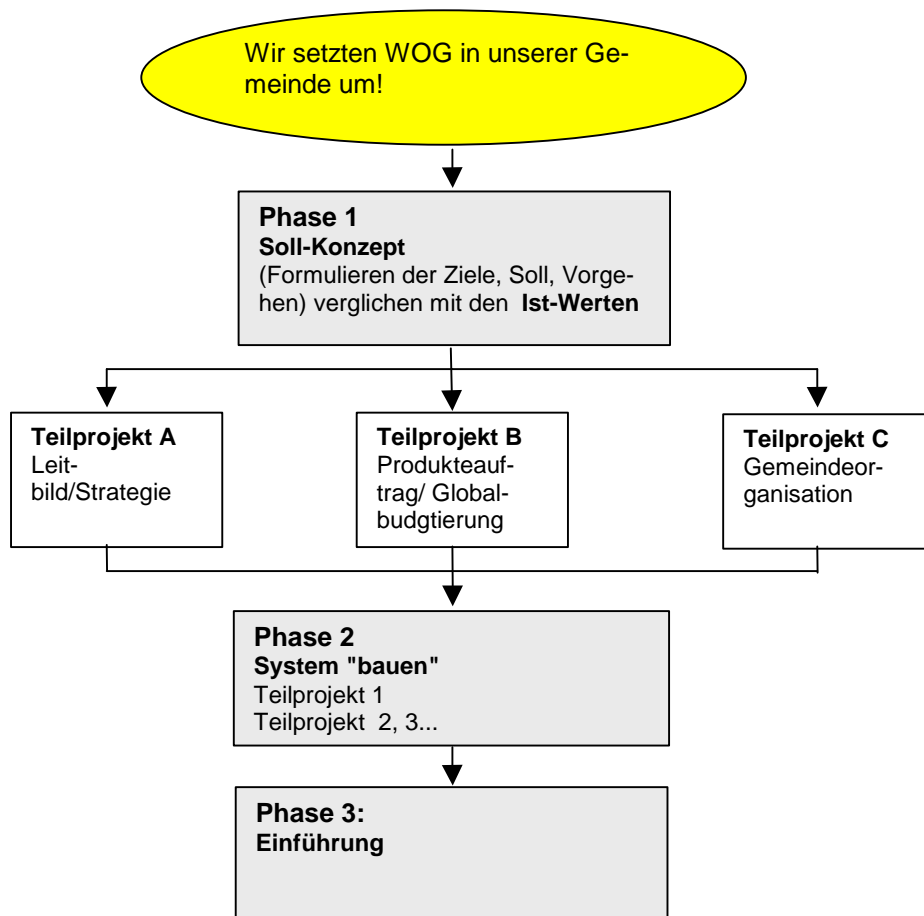 Wir setzten WOG in unserer Ge-
meinde um!
Phase 1
Soll-Konzept
(Formulieren der Ziele, Soll, Vorge-
hen) verglichen mit den Ist-Werten
Teilprojekt A
Leit-
bild/Strategie
Teilprojekt B
Produkteauf-
trag/ Global-
budgtierung
Teilprojekt C
Gemeindeor-
ganisation
Phase 2
System "bauen"
Teilprojekt 1
Teilprojekt 2, 3...
Phase 3:
Einführung